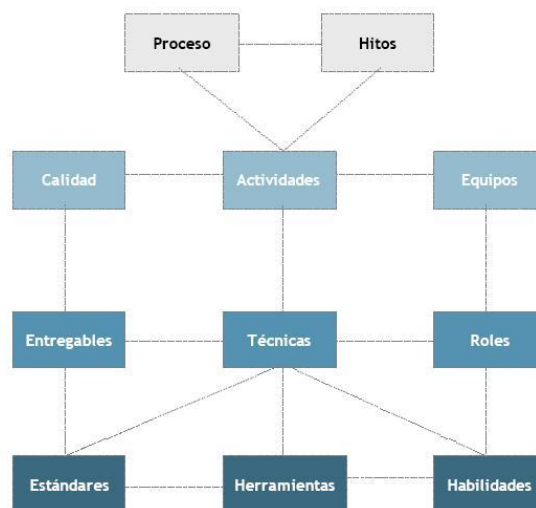 Proceso
Hitos
Calidad
Actividades
Equipos
Entregables
Técnicas
Roles
Estándares
Herramientas
Habilidades